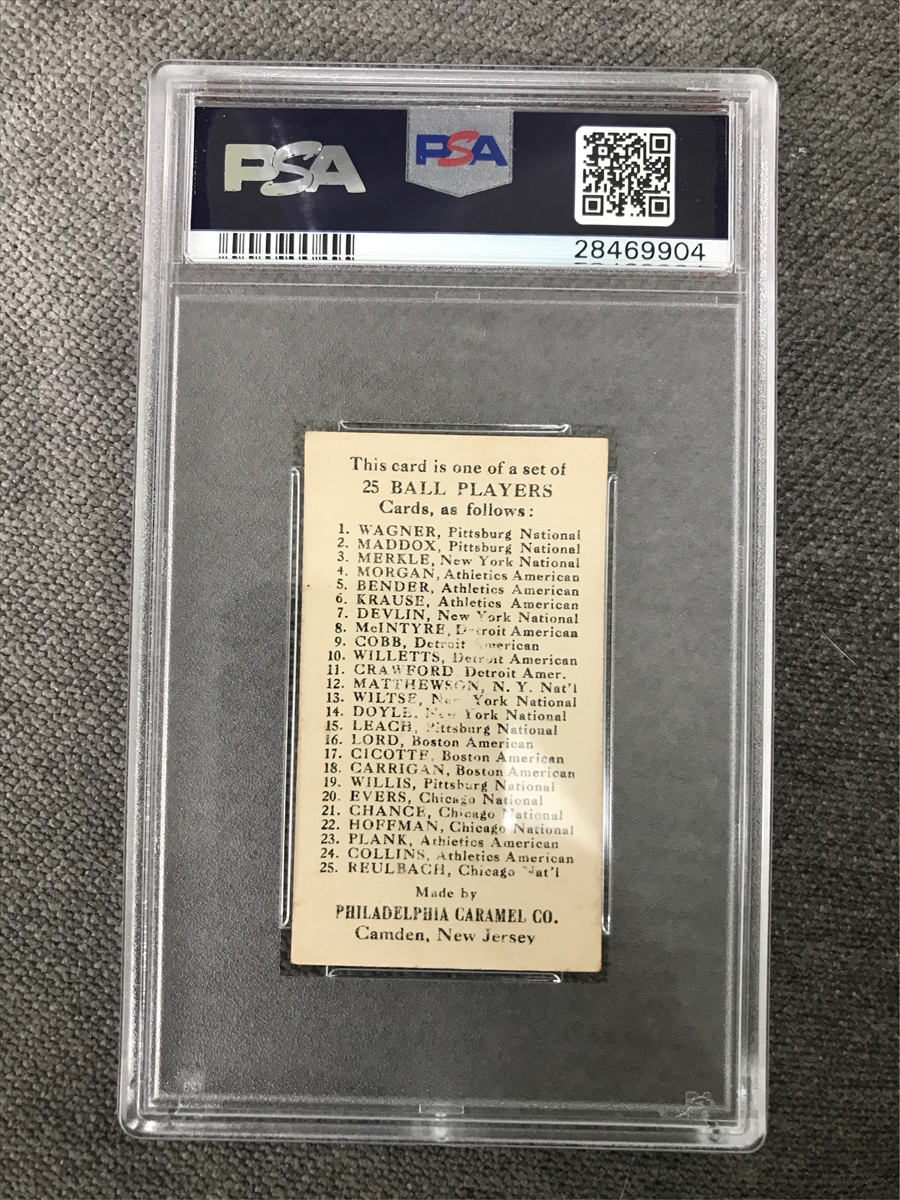 PSA
PSA
28469904
This card is one of a set of
25 BALL PLAYERS
Cards, as follows:
1. WAGNER, Pittsburg National
2. MADDOX, Pittsburg National
3. MERKLE, New York National
4. MORGAN, Athletics American
5. BENDER, Athletics American
6. KRAUSE, Athletics American
7. DEVLIN, New York National
8. McINTYRE, Detroit American
9. COBB, Detroit American
10. WILLETTS, Detroit American
11. CRAWFORD Detroit Amer.
12. MATTHEWSON, N. Y. Nat'l
13. WILTSE, New York National
14. DOYLE, New York National
15. LEACH, Pittsburg National
16. LORD, Boston American
17. CICOTTE, Boston American
18. CARRIGAN, Boston American
19. WILLIS, Pittsburg National
20. EVERS, Chicago National
21. CHANCE, Chicago National
22. HOFFMAN, Chicago National
23. PLANK, Athletics American
24. COLLINS, Athletics American
25. REULBACH, Chicago Nat'l
Made by
PHILADELPHIA CARAMEL CO.
Camden, New Jersey